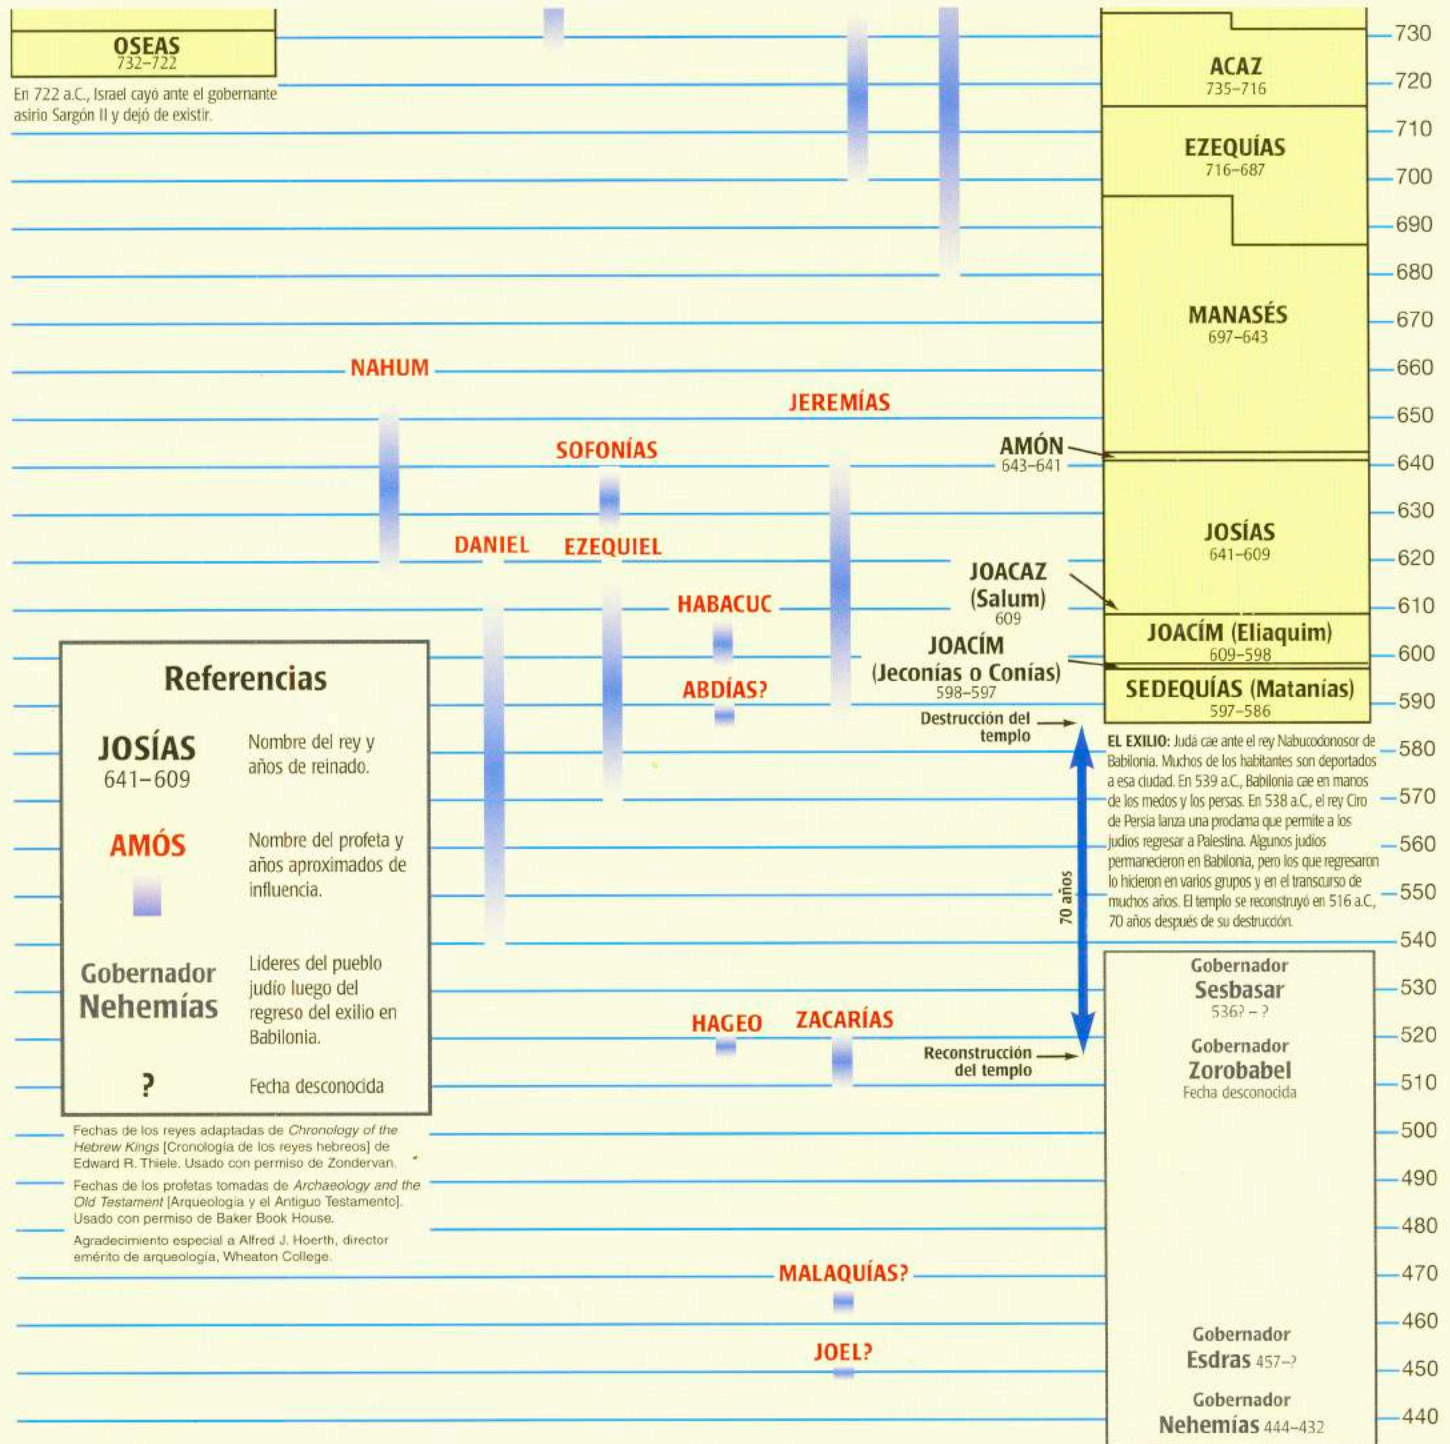 OSEAS
732–722
En 722 a.C., Israel cayó ante el gobernante
asirio Sargón II y dejó de existir.
730
ACAZ
735–716
720
710
EZEQUÍAS
716–687
700
690
680
MANASÉS
697–643
670
NAHUM
660
JEREMÍAS
650
SOFONÍAS
AMÓN
643–641
640
630
DANIEL
EZEQUIEL
JOSÍAS
641–609
620
JOACAZ
(Salum)
609
HABACUC
610
JOACÍM (Eliaquim)
609–598
JOACÍM
(Jeconías o Conías)
598–597
600
ABDÍAS?
SEDEQUÍAS (Matanías)
597–586
590
Destrucción del
templo
EL EXILIO: Judá cae ante el rey Nabucodonosor de
Babilonia. Muchos de los habitantes son deportados
a esa ciudad. En 539 a.C., Babilonia cae en manos
de los medos y los persas. En 538 a.C., el rey Ciro
de Persia lanza una proclama que permite a los
judíos regresar a Palestina. Algunos judíos
permanecieron en Babilonia, pero los que regresaron
lo hicieron en varios grupos y en el transcurso de
muchos años. El templo se reconstruyó en 516 a.C.,
70 años después de su destrucción.
580
570
560
550
540
70 años
Referencias
JOSÍAS
641–609
Nombre del rey y
años de reinado.
AMÓS
Nombre del profeta y
años aproximados de
influencia.
Gobernador
Nehemías
Líderes del pueblo
judío luego del
regreso del exilio en
Babilonia.
?
Fecha desconocida
Gobernador
Sesbasar
536? – ?
530
HAGEO
ZACARÍAS
520
Reconstrucción
del templo
Gobernador
Zorobabel
Fecha desconocida
510
Fechas de los reyes adaptadas de Chronology of the
Hebrew Kings [Cronología de los reyes hebreos] de
Edward R. Thiele. Usado con permiso de Zondervan.
Fechas de los profetas tomadas de Archaeology and the
Old Testament [Arqueología y el Antiguo Testamento].
Usado con permiso de Baker Book House.
Agradecimiento especial a Alfred J. Hoerth, director
emérito de arqueología, Wheaton College.
500
490
480
MALAQUÍAS?
470
460
Gobernador
Esdras 457–?
JOEL?
450
Gobernador
Nehemías 444–432
440